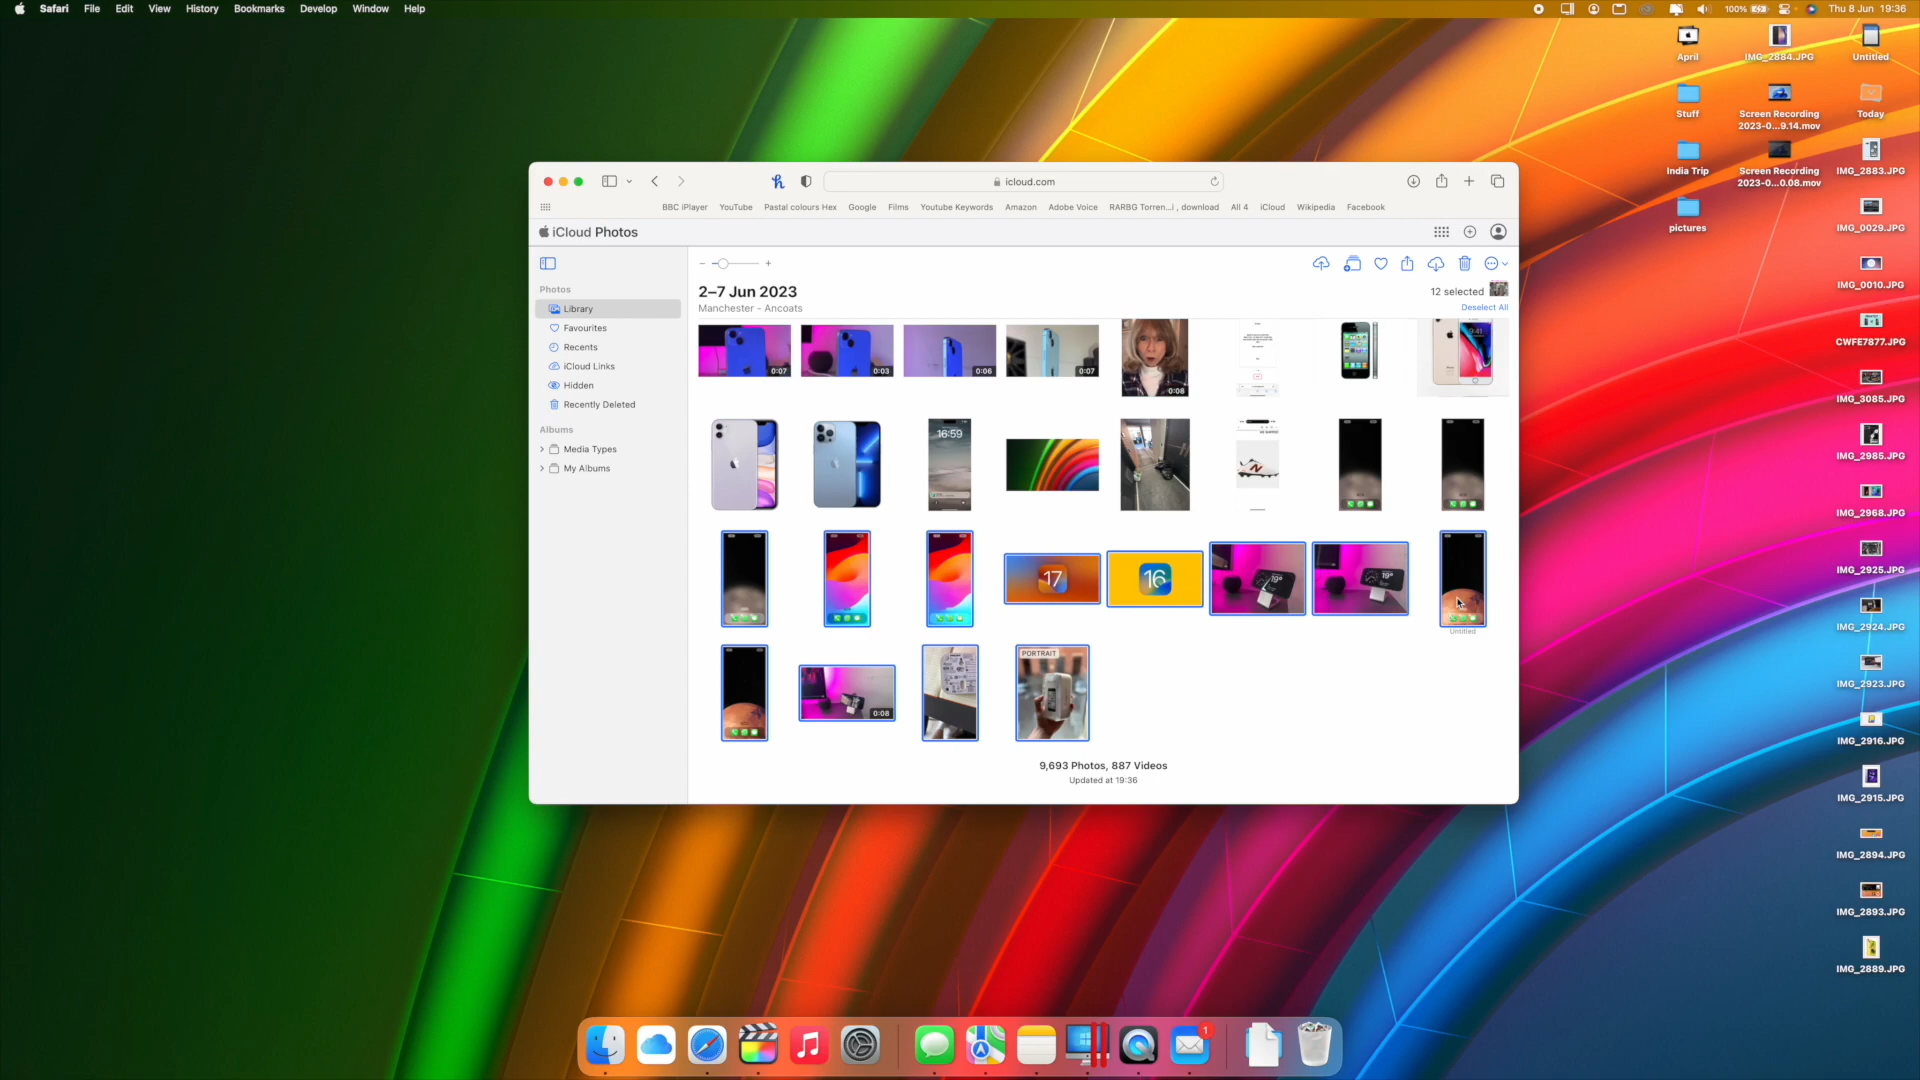 Safari File Edit View History Bookmarks Develop Window Help
100% Thu 8 Jun 19:36
April
IMG_2884.JPG
Untitled
Stuff
Screen Recording
2023-0...9.14.mov
Today
India Trip
Screen Recording
2023-0...0.08.mov
IMG_2883.JPG
pictures
IMG_0029.JPG
IMG_0010.JPG
CWFE7877.JPG
IMG_3085.JPG
IMG_2985.JPG
IMG_2968.JPG
IMG_2925.JPG
IMG_2924.JPG
IMG_2923.JPG
IMG_2916.JPG
IMG_2915.JPG
IMG_2894.JPG
IMG_2893.JPG
IMG_2889.JPG
icloud.com
BBC iPlayer YouTube Pastal colours Hex Google Films Youtube Keywords Amazon Adobe Voice RARBG Torren...i , download All 4 iCloud Wikipedia Facebook
iCloud Photos
Photos
Library
Favourites
Recents
iCloud Links
Hidden
Recently Deleted
Albums
Media Types
My Albums
2–7 Jun 2023
Manchester - Ancoats
12 selected
Deselect All
0:07 0:03 0:06 0:07 0:08
9:41
16:59
17 16 19° 19°
Untitled
0:08
PORTRAIT
9,693 Photos, 887 Videos
Updated at 19:36
1